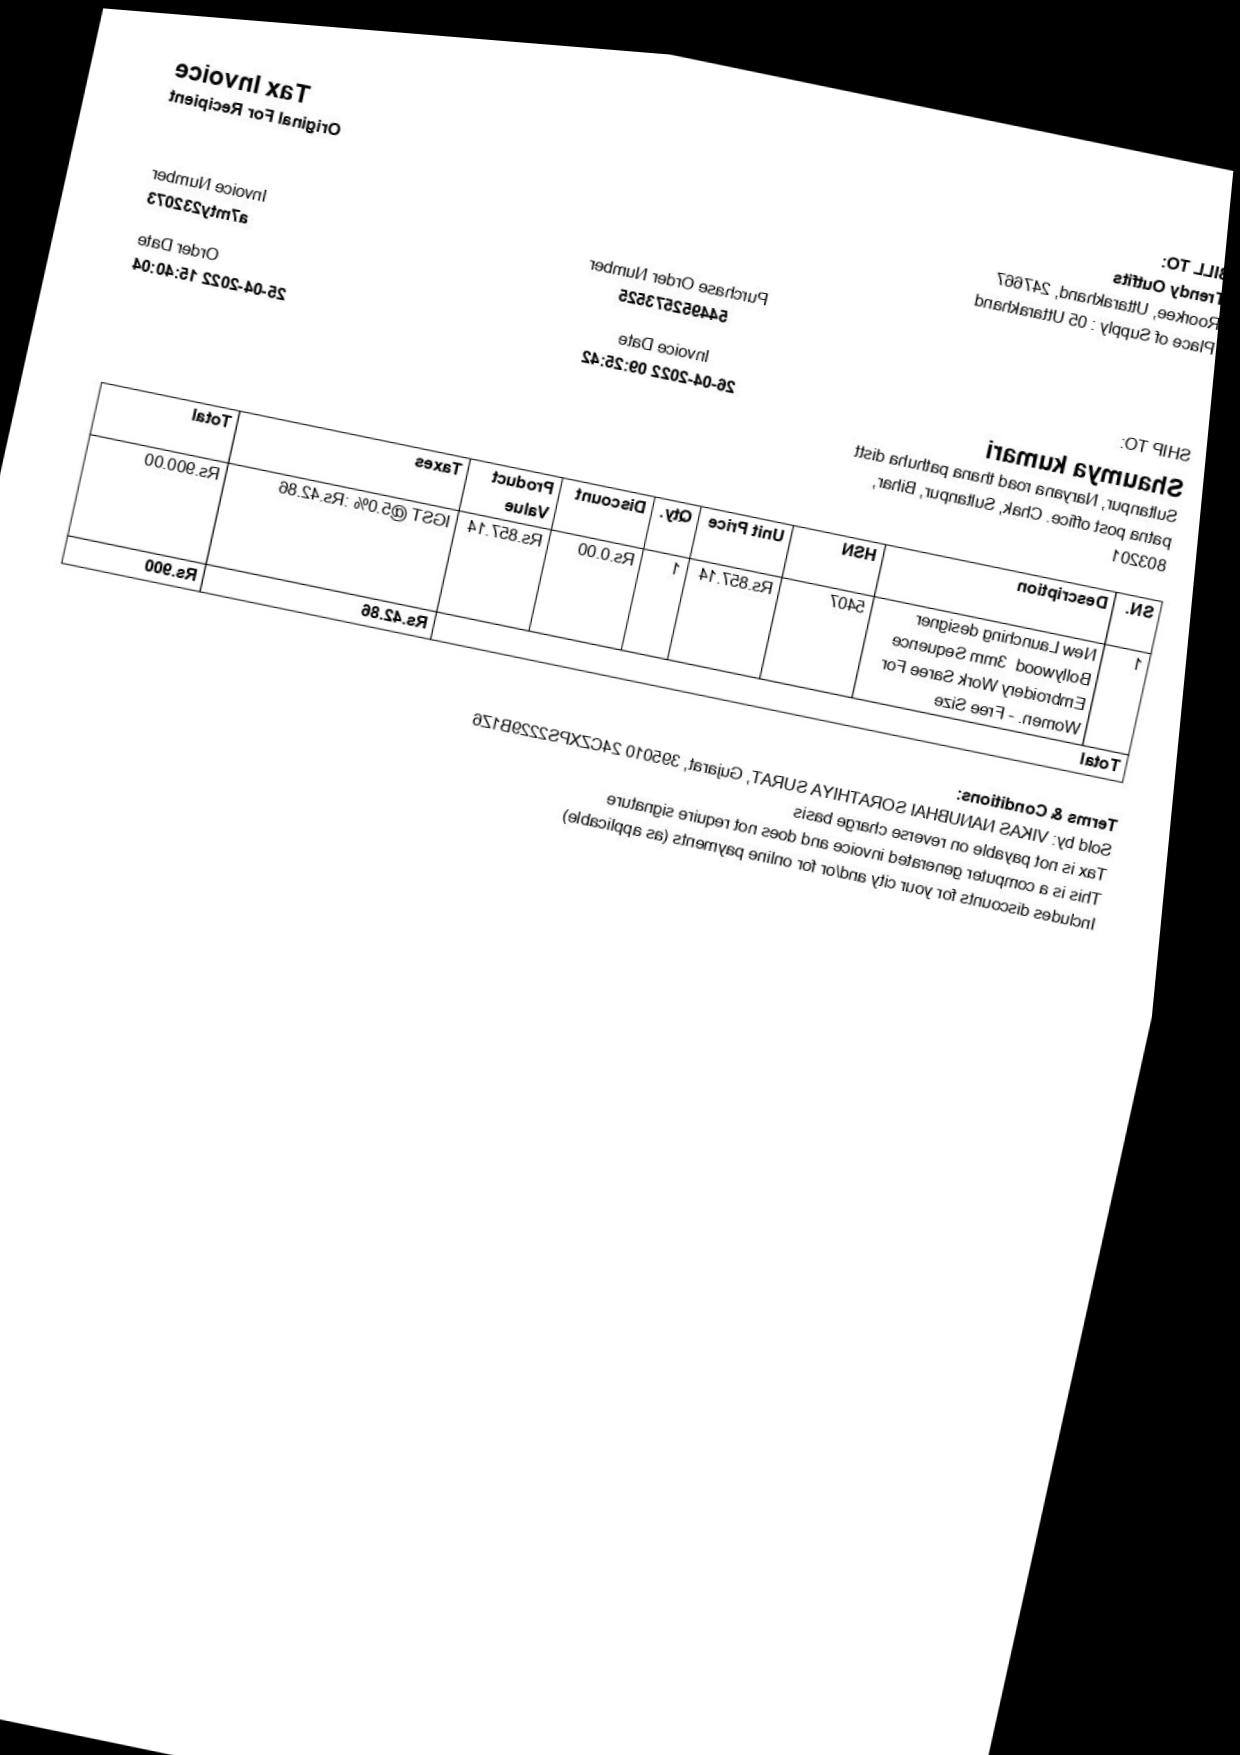 Tax Invoice
Original For Recipient
BILL TO:
Trendy Outfits
Roorkee, Uttarakhand, 247667
Place of Supply : 05 Uttarakhand
Purchase Order Number
544952573525
Invoice Number
a7mty232073
Invoice Date
26-04-2022 09:25:42
Order Date
25-04-2022 15:40:04
SHIP TO:
Shaumya kumari
Sultanpur, Naryana road thana pathuha distt
patna post office. Chak, Sultanpur, Bihar,
803201
SN. Description HSN Unit Price Qty. Discount Product Value Taxes Total
1 New Launching designer 5407 Rs.857.14 1 Rs.0.00 Rs.857.14 IGST @5.0% :Rs.42.86 Rs.900.00
Bollywood 3mm Sequence
Embroidery Work Saree For
Women. - Free Size
Total Rs.42.86 Rs.900
Terms & Conditions:
Sold by: VIKAS NANUBHAI SORATHIYA SURAT, Gujarat, 395010 24CZXPS2229B1Z6
Tax is not payable on reverse charge basis
This is a computer generated invoice and does not require signature
Includes discounts for your city and/or for online payments (as applicable)